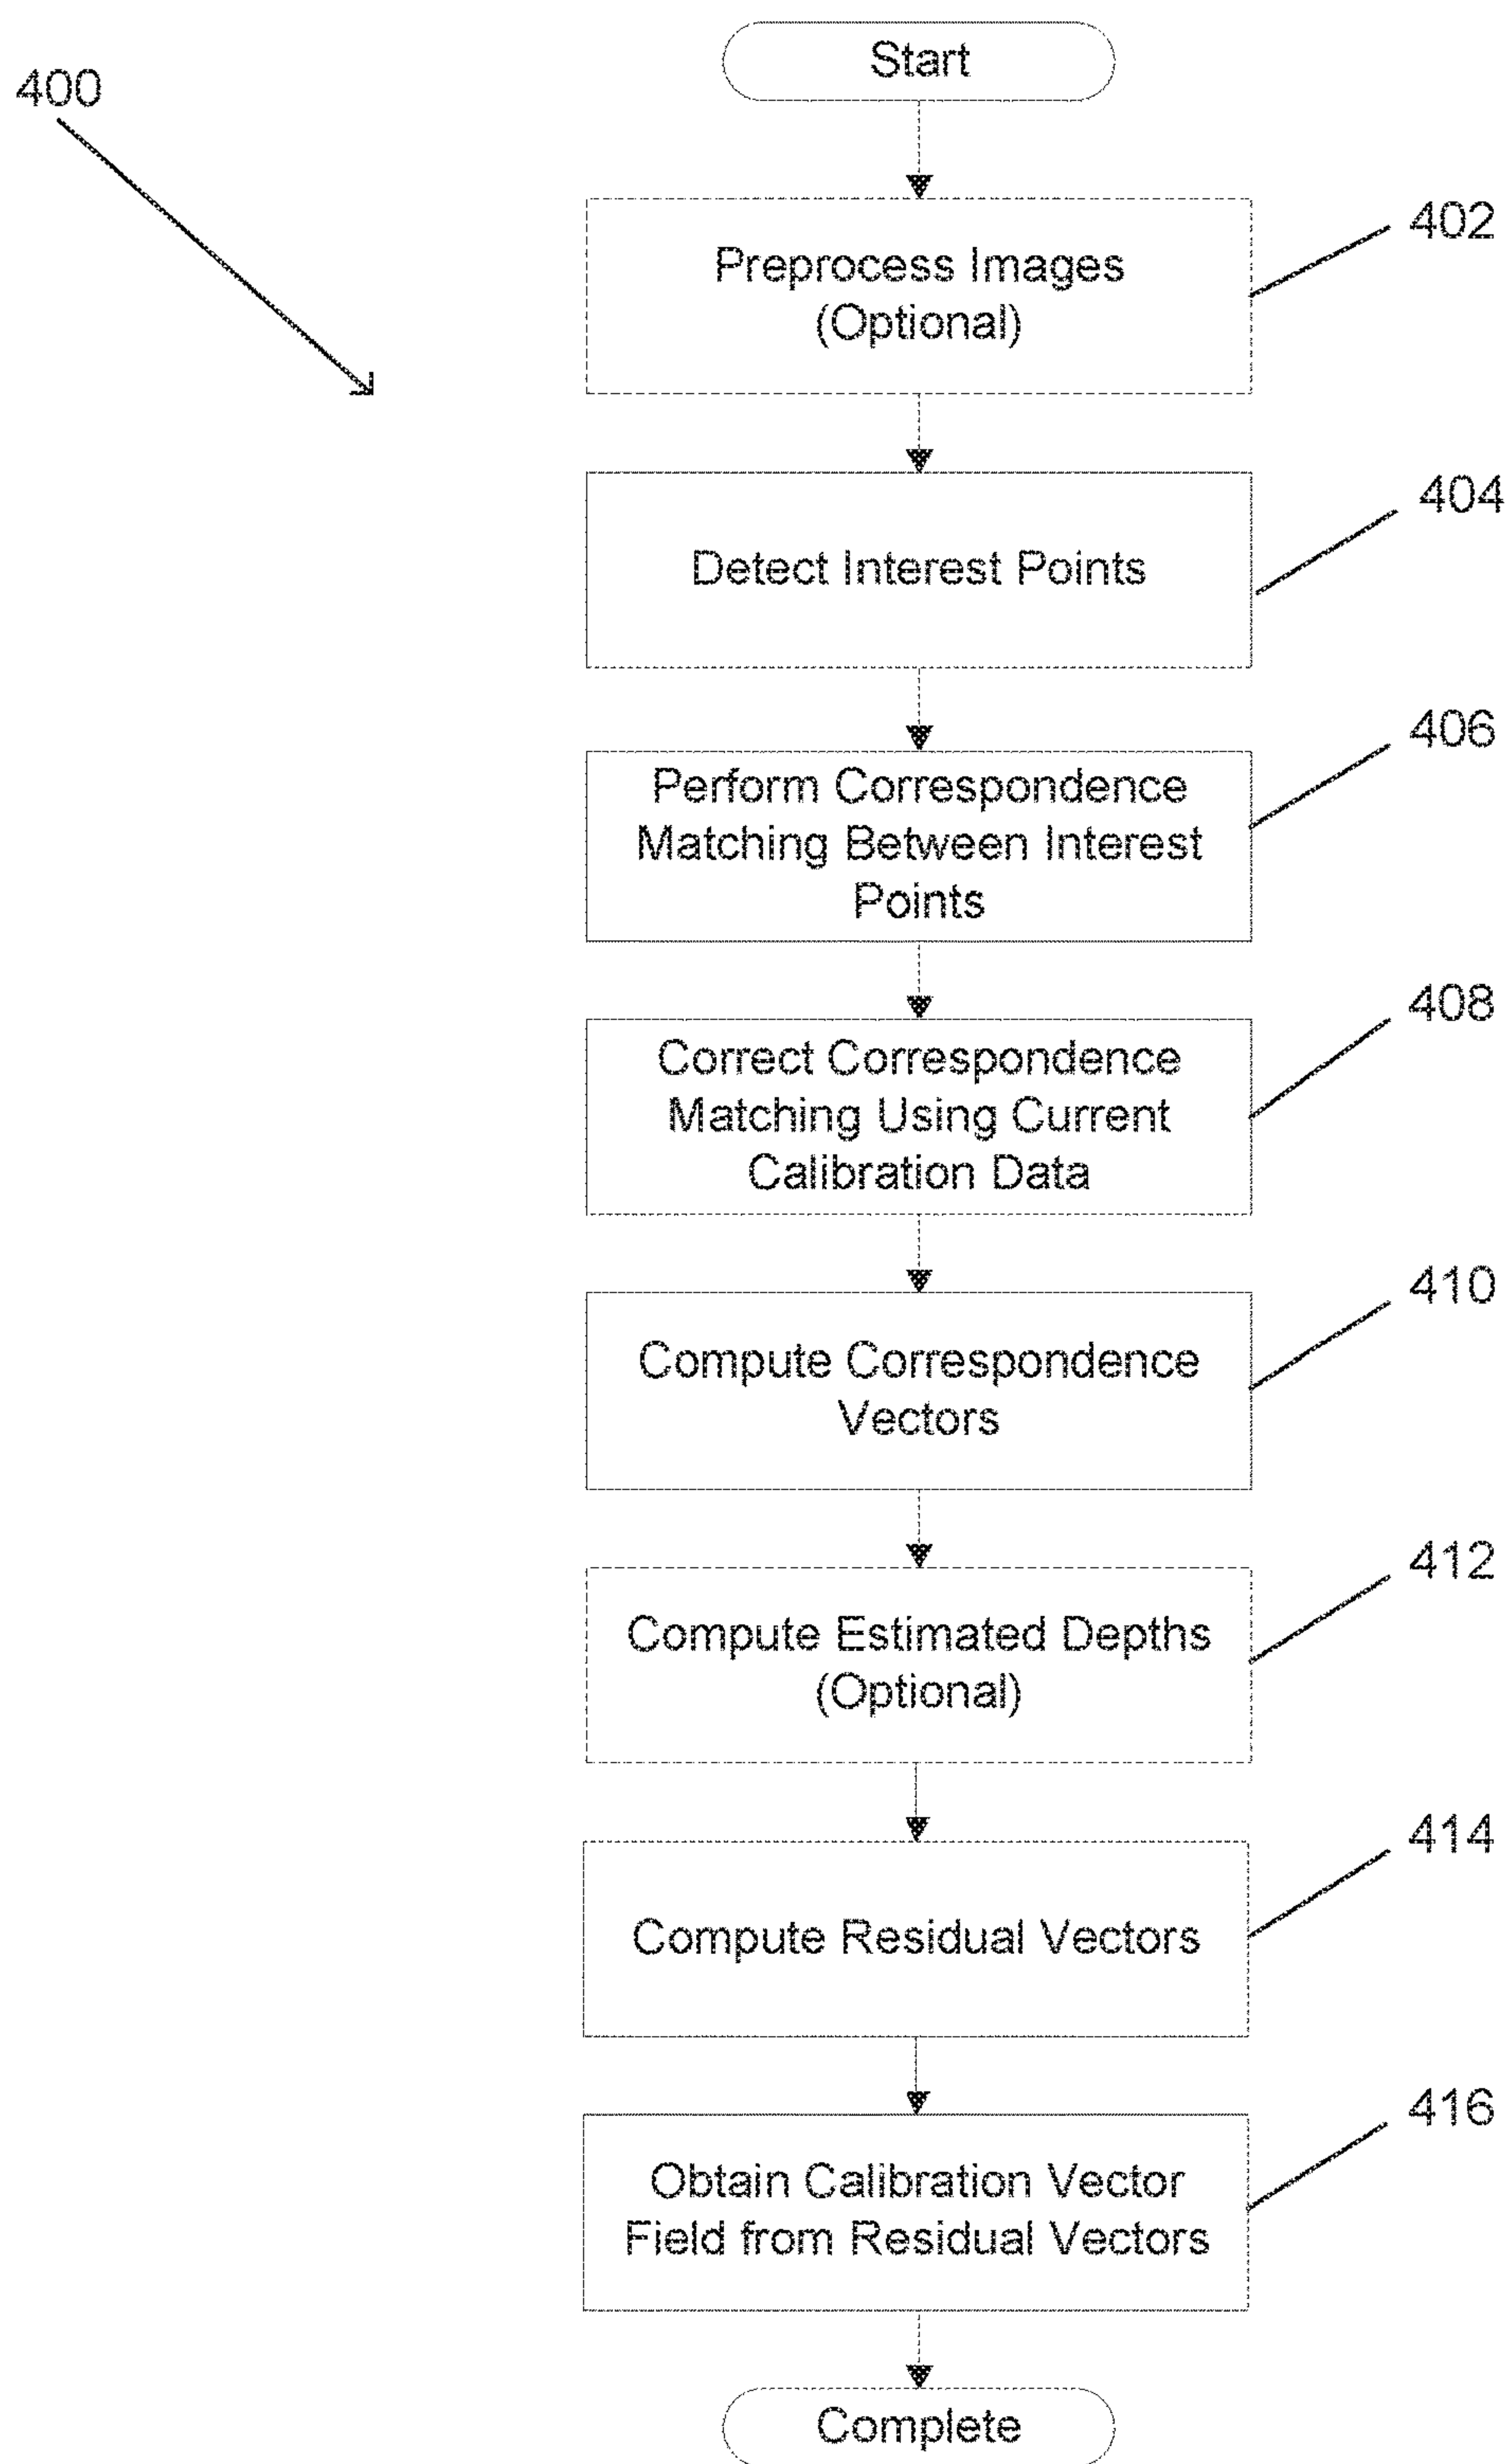 Start
400
402
Preprocess Images
(Optional)
404
Detect Interest Points
406
Perform Correspondence
Matching Between Interest
Points
408
Correct Correspondence
Matching Using Current
Calibration Data
410
Compute Correspondence
Vectors
412
Compute Estimated Depths
(Optional)
414
Compute Residual Vectors
416
Obtain Calibration Vector
Field from Residual Vectors
Complete